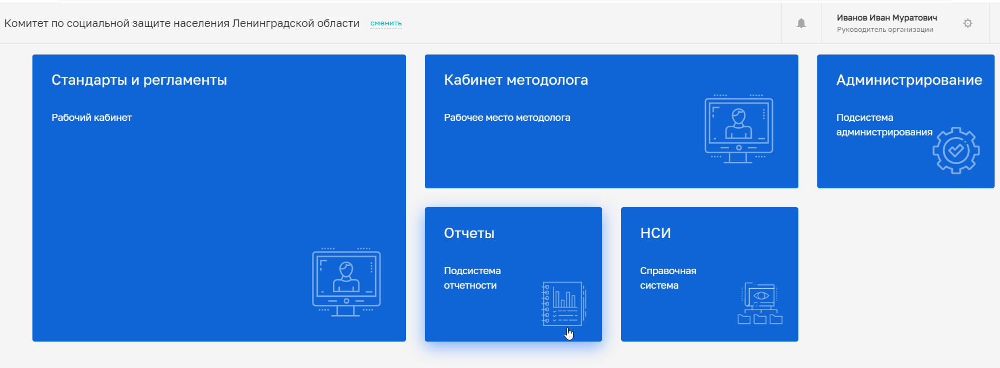 Комитет по социальной защите населения Ленинградской области сменить
Иванов Иван Муратович
Руководитель организации
Стандарты и регламенты
Рабочий кабинет
Кабинет методолога
Рабочее место методолога
Администрирование
Подсистема
администрирования
Отчеты
Подсистема
отчетности
НСИ
Справочная
система